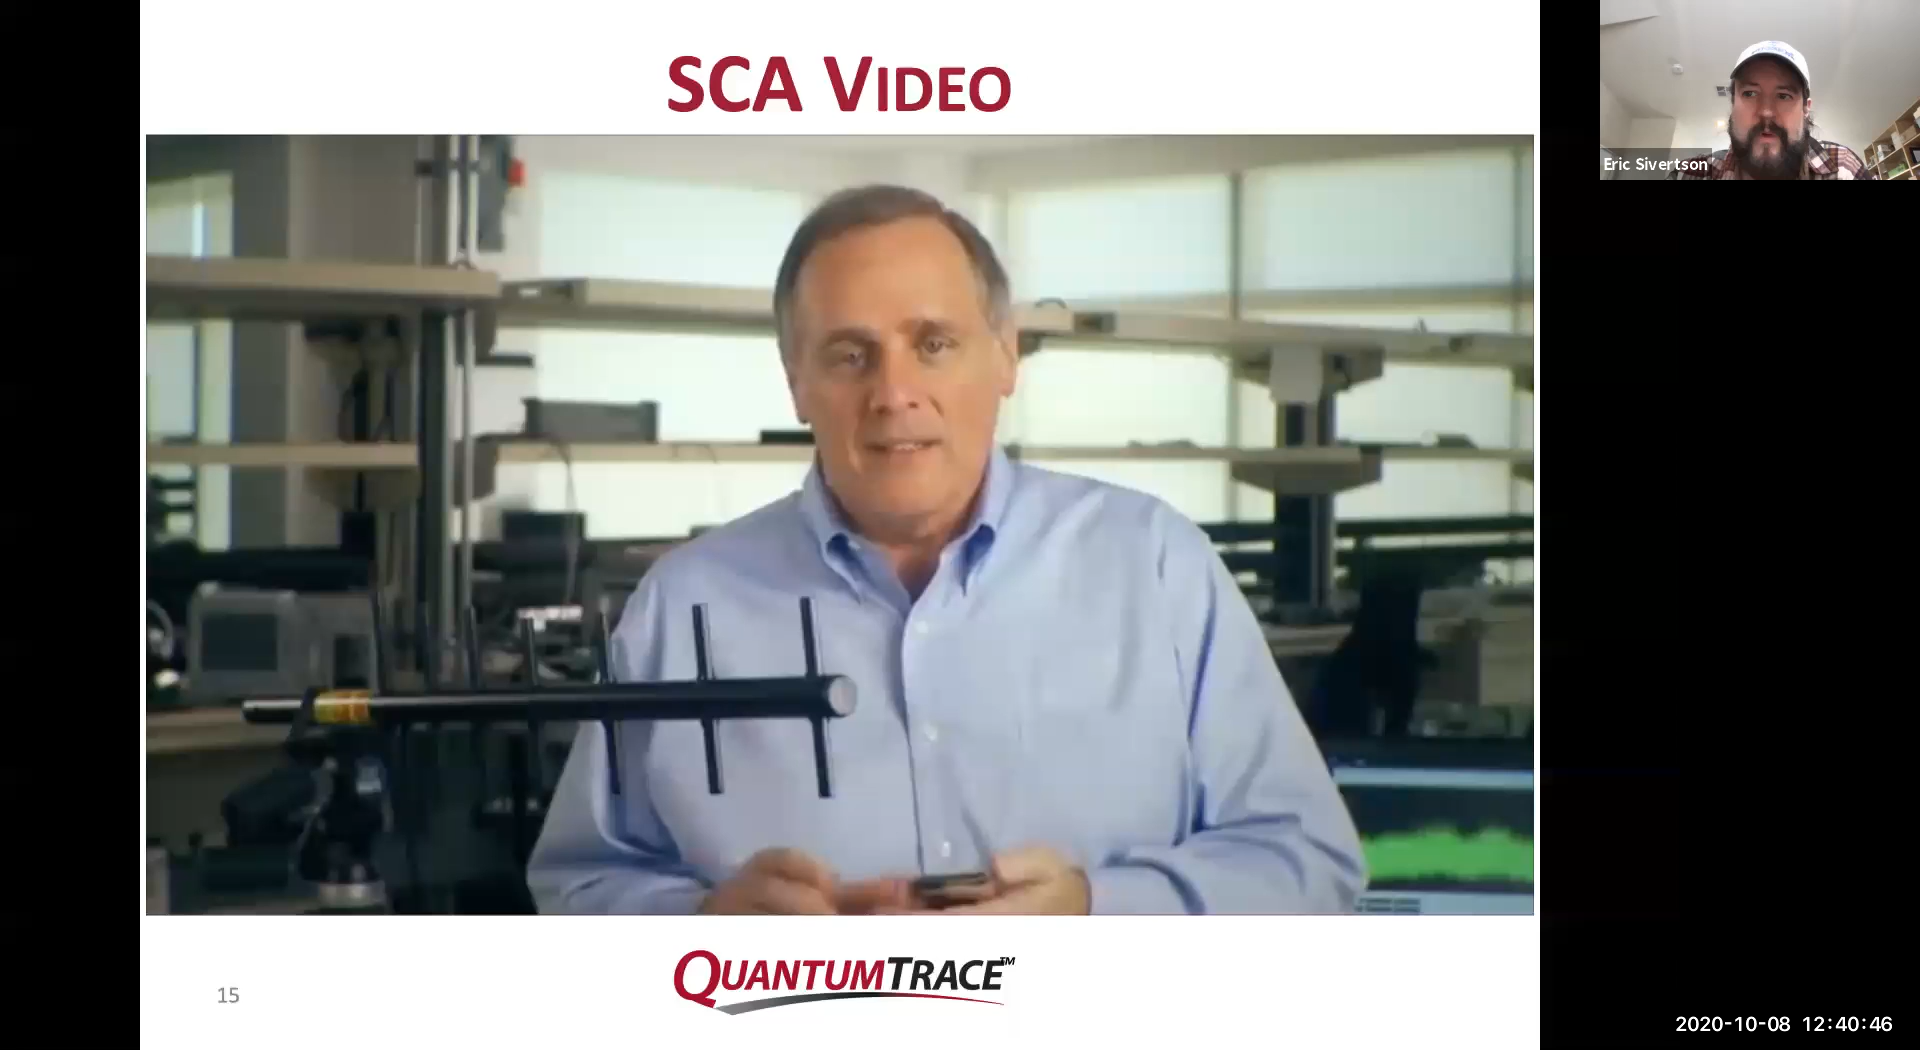 SCA VIDEO
Eric Sivertson
QUANTUMTRACE™
15
2020-10-08 12:40:46